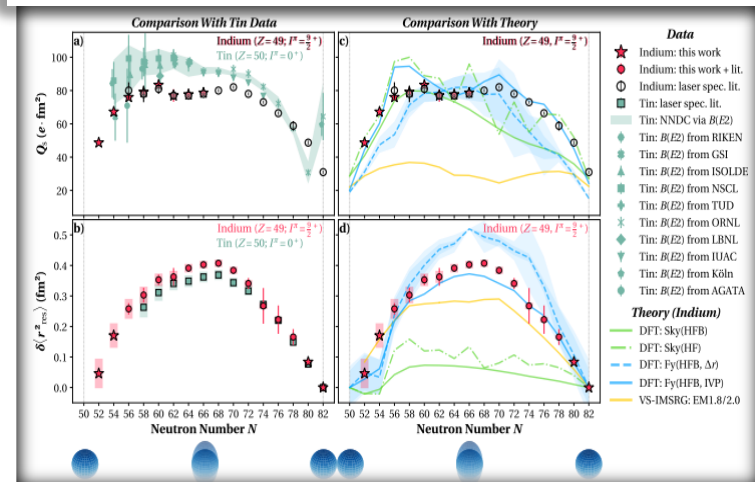 Comparison With Tin Data
Comparison With Theory
a)
Indium (Z = 49; Iπ = 9/2 +)
Tin (Z = 50; Iπ = 0+)
c)
Indium (Z = 49, Iπ = 9/2 +)
100
80
60
40
20
Qs (e · fm²)
b)
Indium (Z = 49; Iπ = 9/2 +)
Tin (Z = 50; Iπ = 0+)
d)
Indium (Z = 49, Iπ = 9/2 +)
0.5
0.4
0.3
0.2
0.1
0.0
δ⟨r²res⟩ (fm²)
50 52 54 56 58 60 62 64 66 68 70 72 74 76 78 80 82
50 52 54 56 58 60 62 64 66 68 70 72 74 76 78 80 82
Neutron Number N
Neutron Number N
Data
Indium: this work
Indium: this work + lit.
Indium: laser spec. lit.
Tin: laser spec. lit.
Tin: NNDC via B(E2)
Tin: B(E2) from RIKEN
Tin: B(E2) from GSI
Tin: B(E2) from ISOLDE
Tin: B(E2) from NSCL
Tin: B(E2) from TUD
Tin: B(E2) from ORNL
Tin: B(E2) from LBNL
Tin: B(E2) from IUAC
Tin: B(E2) from Köln
Tin: B(E2) from AGATA
Theory (Indium)
DFT: Sky(HFB)
DFT: Sky(HF)
DFT: Fy(HFB, Δr)
DFT: Fy(HFB, IVP)
VS-IMSRG: EM1.8/2.0